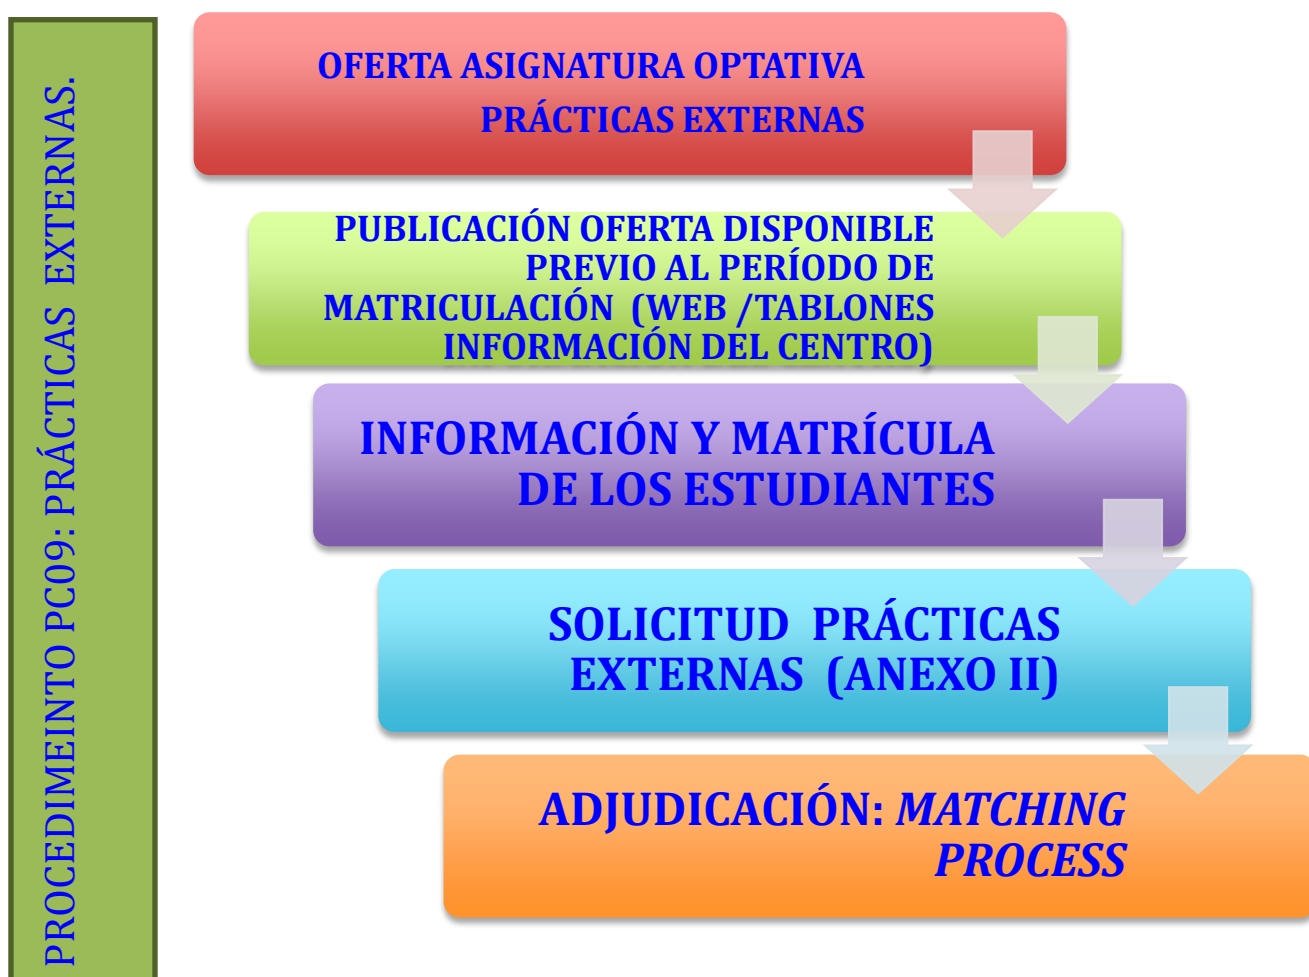 PROCEDIMEINTO PC09: PRÁCTICAS EXTERNAS.
OFERTA ASIGNATURA OPTATIVA
PRÁCTICAS EXTERNAS
PUBLICACIÓN OFERTA DISPONIBLE
PREVIO AL PERÍODO DE
MATRICULACIÓN (WEB /TABLONES
INFORMACIÓN DEL CENTRO)
INFORMACIÓN Y MATRÍCULA
DE LOS ESTUDIANTES
SOLICITUD PRÁCTICAS
EXTERNAS (ANEXO II)
ADJUDICACIÓN: MATCHING
PROCESS